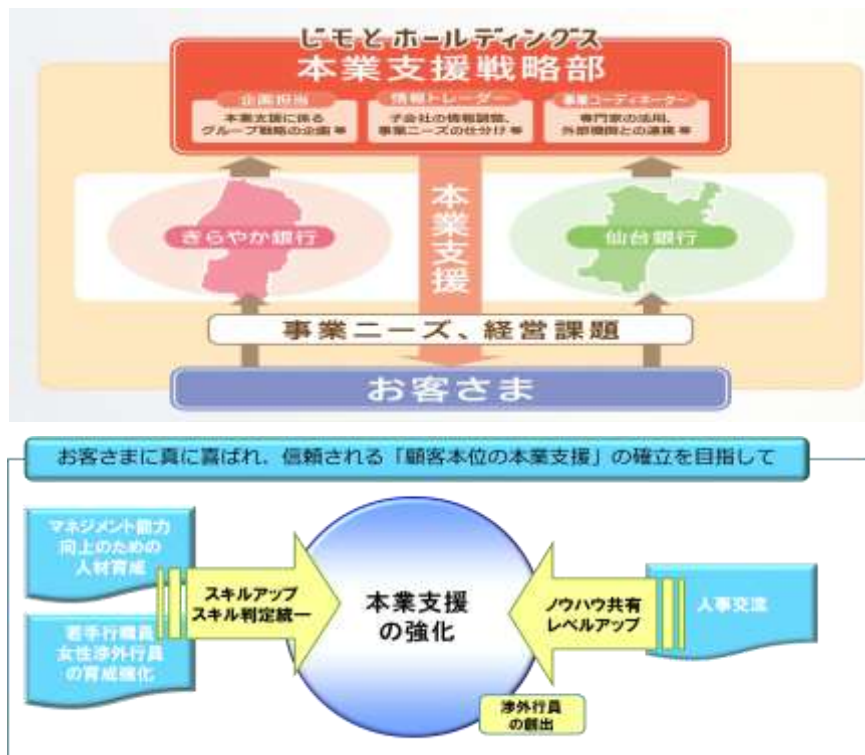 じモとホールディングス
本業支援戦略部
企画担当
本業支援に係る
グループ戦略の企画 等
情報トレーダー
子会社の情報調整、
事業ニーズの仕分け 等
事業コーディネーター
専門家の活用、
外部機関との連携 等
きらやか銀行
本業支援
仙台銀行
事業ニーズ、経営課題
お客さま
お客さまに真に喜ばれ、信頼される「顧客本位の本業支援」の確立を目指して
マネジメント能力
向上のための
人材育成
若手行職員
女性渉外行員
の育成強化
スキルアップ
スキル判定統一
本業支援
の強化
ノウハウ共有
レベルアップ
人事交流
渉外行員
の創出